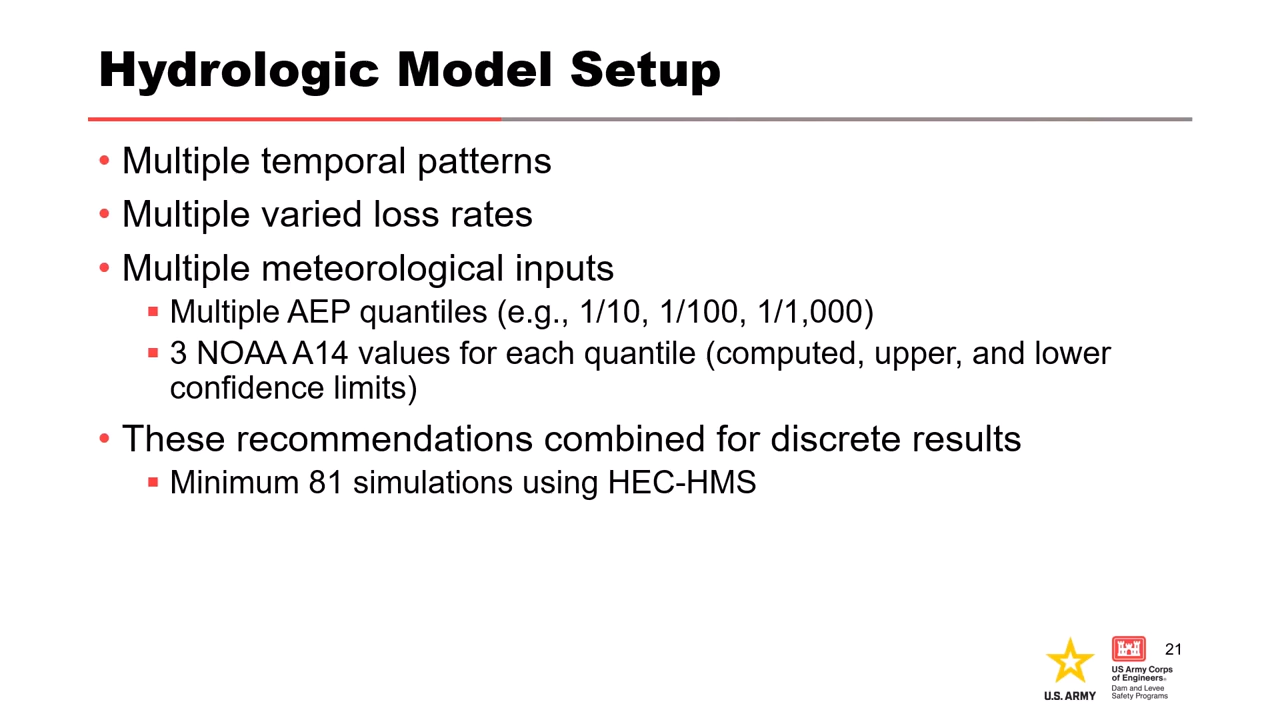 Hydrologic Model Setup
• Multiple temporal patterns
• Multiple varied loss rates
• Multiple meteorological inputs
▪ Multiple AEP quantiles (e.g., 1/10, 1/100, 1/1,000)
▪ 3 NOAA A14 values for each quantile (computed, upper, and lower
confidence limits)
• These recommendations combined for discrete results
▪ Minimum 81 simulations using HEC-HMS
21
U.S. ARMY
US Army Corps
of Engineers®
Dam and Levee
Safety Programs